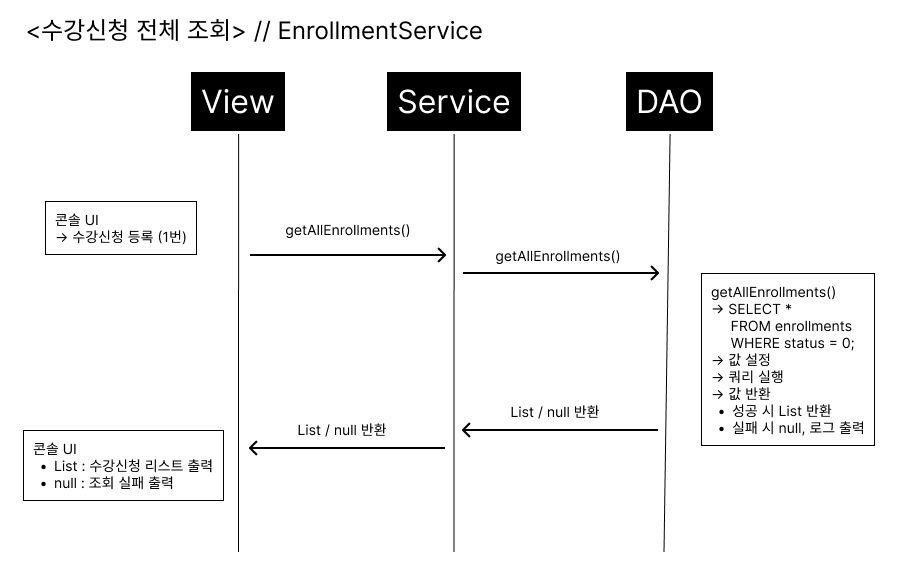 <수강신청 전체 조회> // EnrollmentService
View
Service
DAO
콘솔 UI
→ 수강신청 등록 (1번)
getAllEnrollments()
getAllEnrollments()
getAllEnrollments()
→ SELECT *
FROM enrollments
WHERE status = 0;
→ 값 설정
→ 쿼리 실행
→ 값 반환
• 성공 시 List 반환
• 실패 시 null, 로그 출력
List / null 반환
List / null 반환
콘솔 UI
• List : 수강신청 리스트 출력
• null : 조회 실패 출력